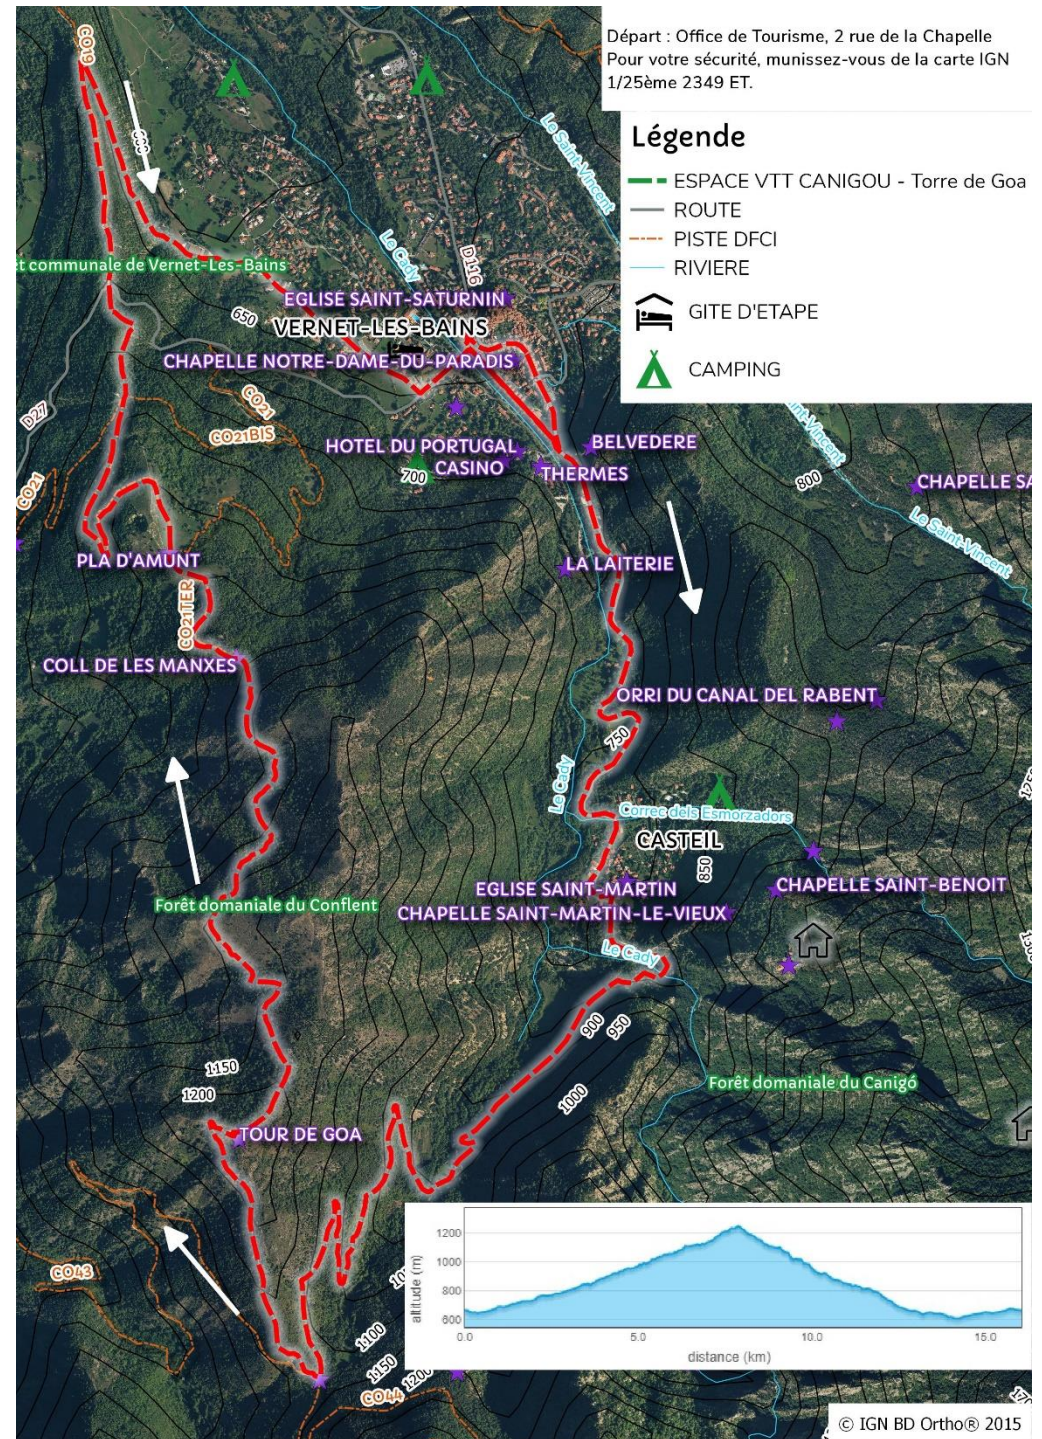 Départ : Office de Tourisme, 2 rue de la Chapelle
Pour votre sécurité, munissez-vous de la carte IGN
1/25ème 2349 ET.
Légende
ESPACE VTT CANIGOU - Torre de Goa
ROUTE
PISTE DFCI
RIVIERE
GITE D'ETAPE
CAMPING
CO19
Le Saint-Vincent
Le Cady
D116
t communale de Vernet-Les-Bains
EGLISE SAINT-SATURNIN
650
VERNET-LES-BAINS
CHAPELLE NOTRE-DAME-DU-PARADIS
D27
CO21
CO21BIS
HOTEL DU PORTUGAL
BELVEDERE
CASINO
THERMES
700
CO21
800
CHAPELLE SA
Le Saint-Vincent
PLA D'AMUNT
LA LAITERIE
CO21TER
COLL DE LES MANXES
ORRI DU CANAL DEL RABENT
750
Le Cady
Correc dels Esmorzadors
CASTEIL
850
EGLISE SAINT-MARTIN
CHAPELLE SAINT-BENOIT
Forêt domaniale du Conflent
CHAPELLE SAINT-MARTIN-LE-VIEUX
Le Cady
900
950
1150
1200
1000
Forêt domaniale du Canigó
TOUR DE GOA
CO43
1100
1150
1200
CO44
altitude (m)
1200
1000
800
600
0.0
5.0
10.0
15.0
distance (km)
© IGN BD Ortho® 2015